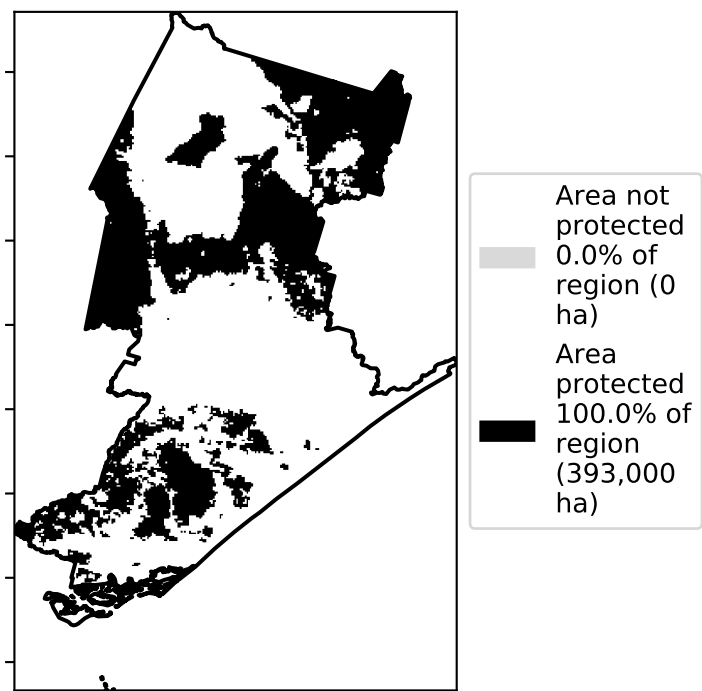 Area not
protected
0.0% of
region (0
ha)
Area
protected
100.0% of
region
(393,000
ha)